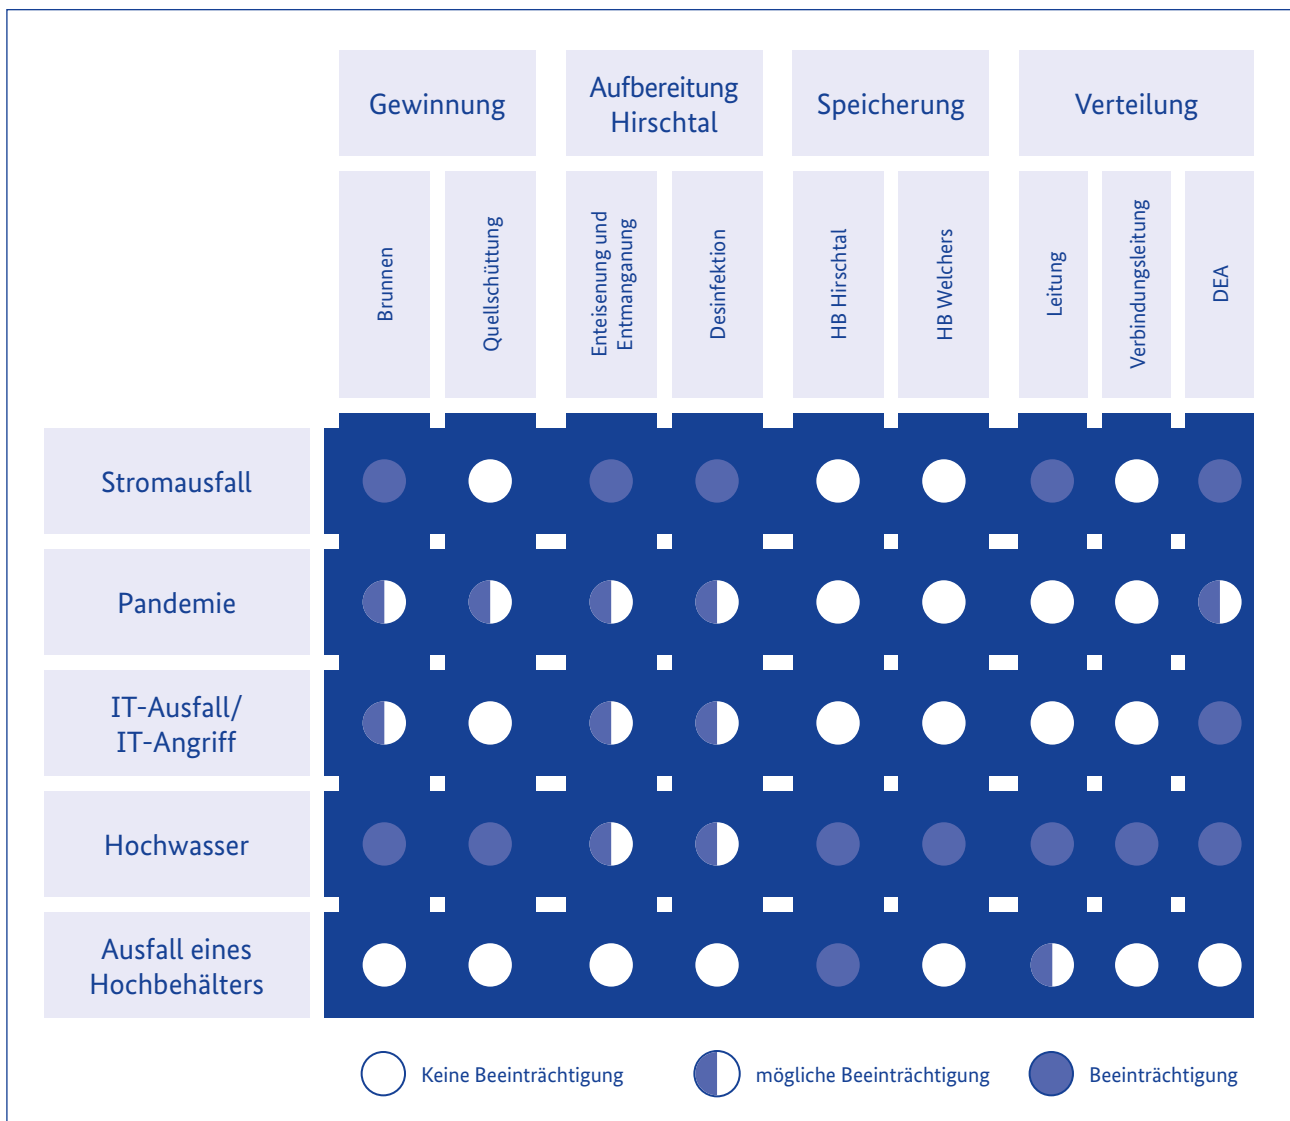 Gewinnung
Aufbereitung
Hirschtal
Speicherung
Verteilung
Brunnen
Quellschüttung
Enteisenung und
Entmanganung
Desinfektion
HB Hirschtal
HB Welchers
Leitung
Verbindungsleitung
DEA
Stromausfall
Pandemie
IT-Ausfall/
IT-Angriff
Hochwasser
Ausfall eines
Hochbehälters
Keine Beeinträchtigung
mögliche Beeinträchtigung
Beeinträchtigung